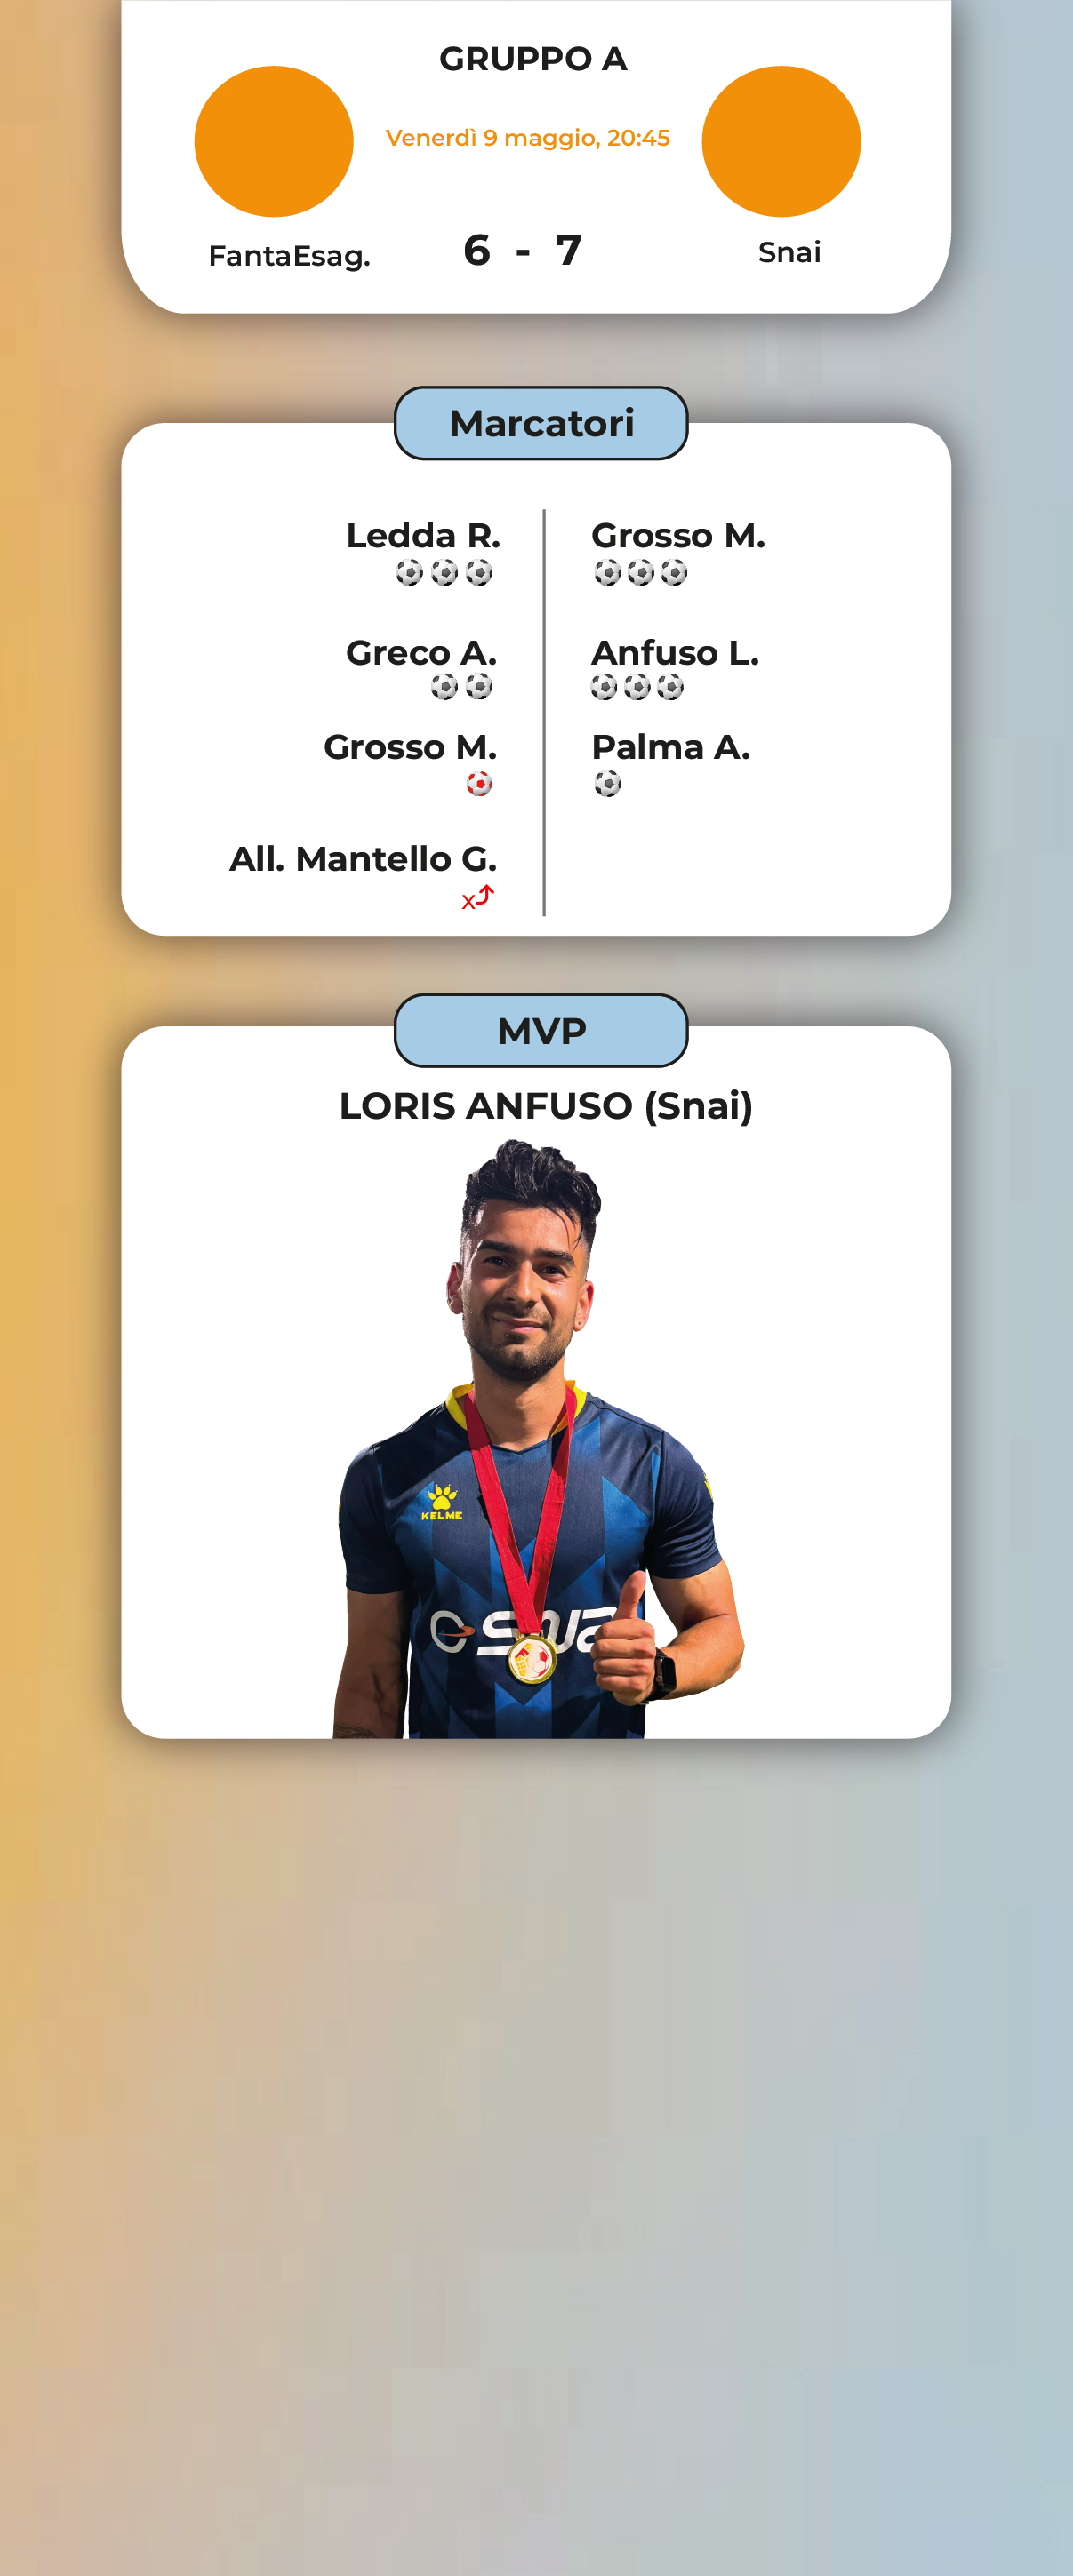 GRUPPO A
Venerdì 9 maggio, 20:45
FantaEsag.
6 - 7
Snai
Marcatori
Ledda R.
Grosso M.
Greco A.
Anfuso L.
Grosso M.
Palma A.
All. Mantello G.
x
MVP
LORIS ANFUSO (Snai)
KELME